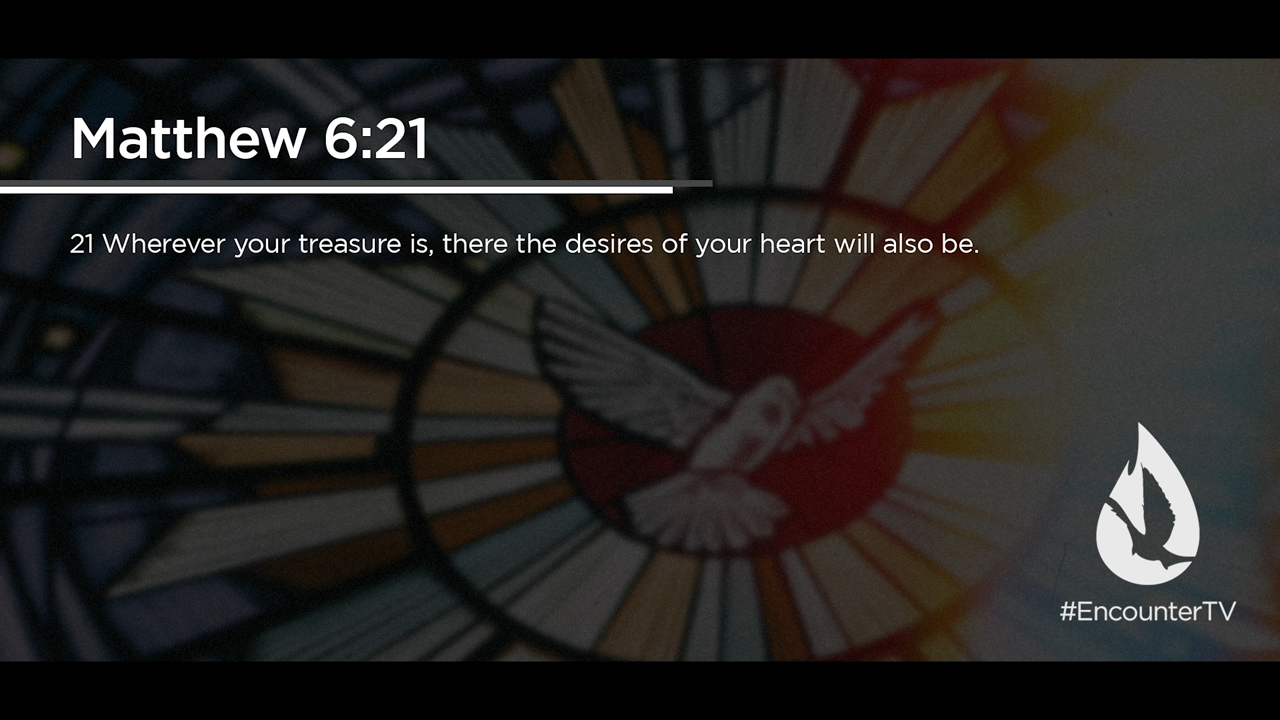 Matthew 6:21
21 Wherever your treasure is, there the desires of your heart will also be.
#EncounterTV